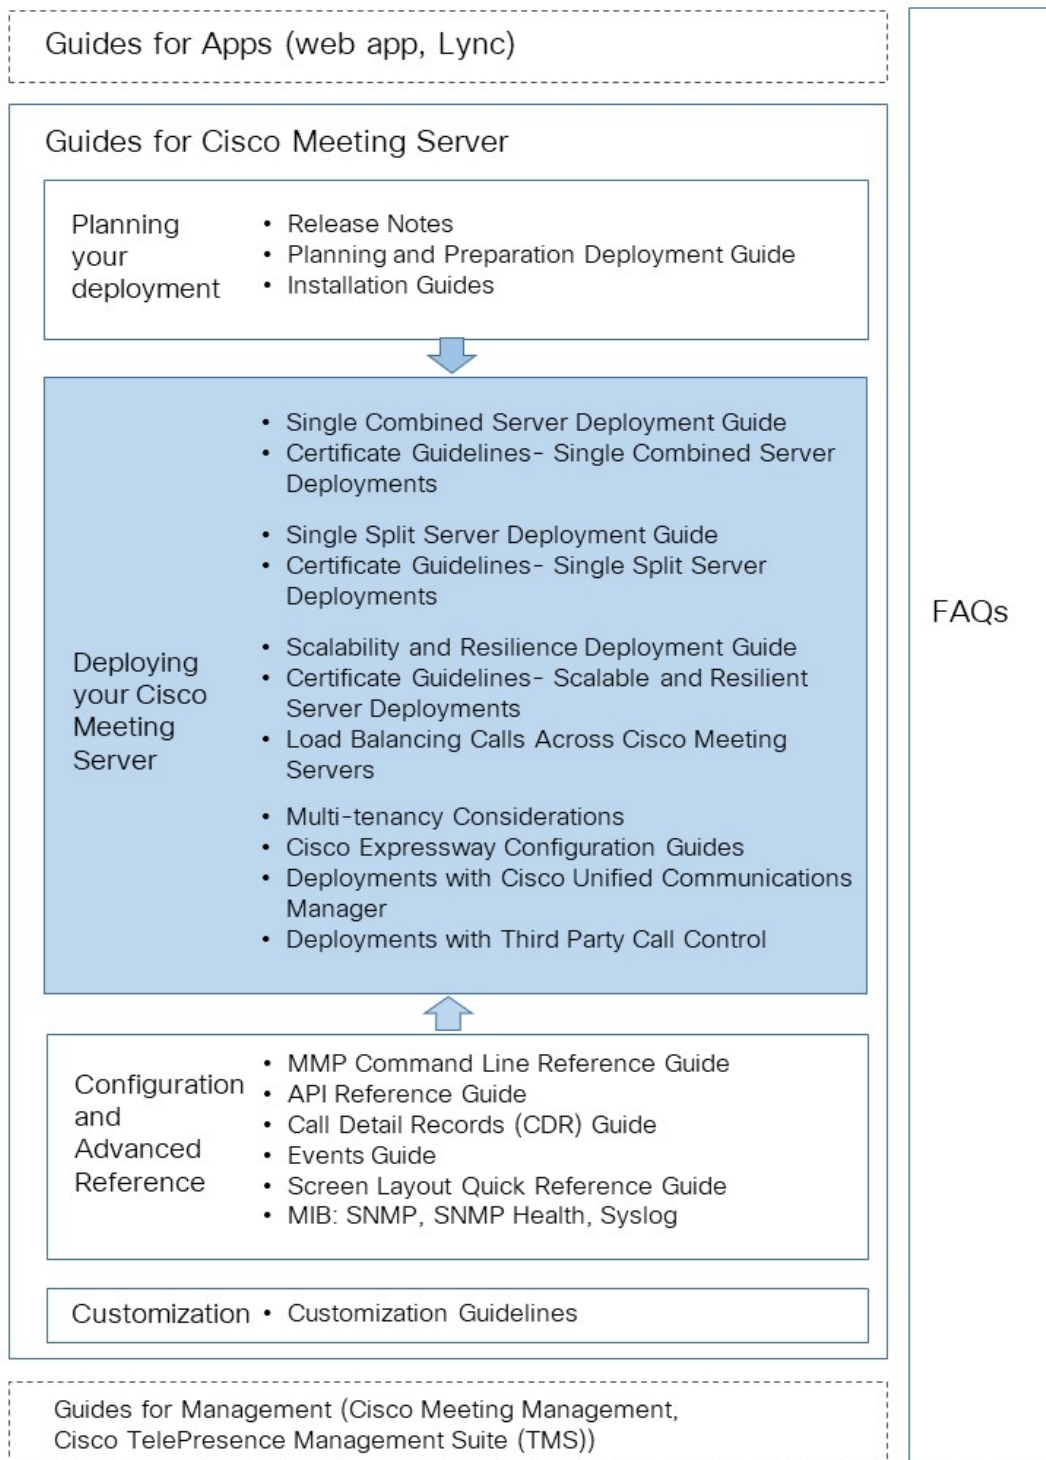 Guides for Apps (web app, Lync)
Guides for Cisco Meeting Server
Planning
your
deployment
• Release Notes
• Planning and Preparation Deployment Guide
• Installation Guides
Deploying
your Cisco
Meeting
Server
• Single Combined Server Deployment Guide
• Certificate Guidelines- Single Combined Server
Deployments
• Single Split Server Deployment Guide
• Certificate Guidelines- Single Split Server
Deployments
• Scalability and Resilience Deployment Guide
• Certificate Guidelines- Scalable and Resilient
Server Deployments
• Load Balancing Calls Across Cisco Meeting
Servers
• Multi-tenancy Considerations
• Cisco Expressway Configuration Guides
• Deployments with Cisco Unified Communications
Manager
• Deployments with Third Party Call Control
Configuration
and
Advanced
Reference
• MMP Command Line Reference Guide
• API Reference Guide
• Call Detail Records (CDR) Guide
• Events Guide
• Screen Layout Quick Reference Guide
• MIB: SNMP, SNMP Health, Syslog
Customization
• Customization Guidelines
Guides for Management (Cisco Meeting Management,
Cisco TelePresence Management Suite (TMS))
FAQs